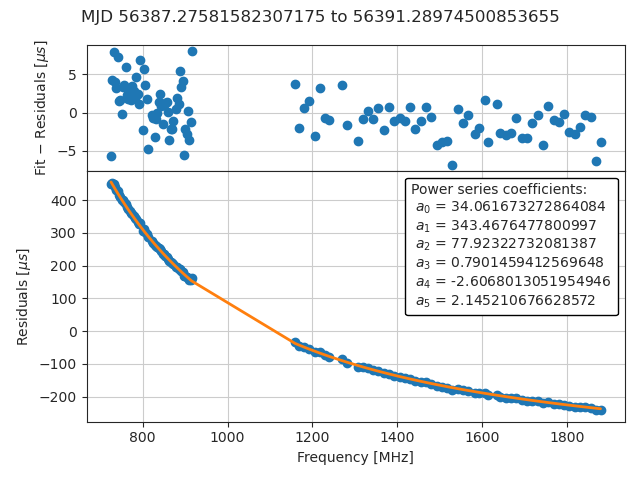 MJD 56387.27581582307175 to 56391.28974500853655
Fit − Residuals [μs]
5
0
−5
Residuals [μs]
400
300
200
100
0
−100
−200
Power series coefficients:
a0 = 34.061673272864084
a1 = 343.4676477800997
a2 = 77.92322732081387
a3 = 0.7901459412569648
a4 = -2.6068013051954946
a5 = 2.145210676628572
800 1000 1200 1400 1600 1800
Frequency [MHz]